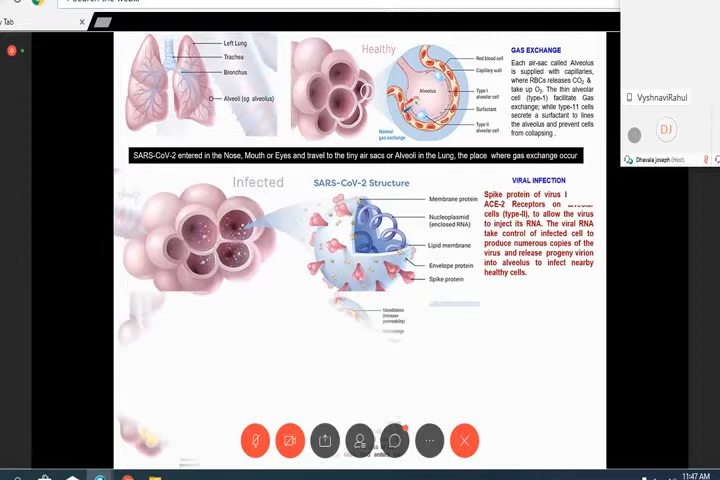 w Tab
Left Lung
Trachea
Bronchus
Alveoli (sg alveolus)
Healthy
Alveolus
Red blood cell
Capillary wall
Type I
alveolar cell
Surfactant
Type II
alveolar cell
Normal
gas exchange
GAS EXCHANGE
Each air-sac called Alveolus
is supplied with capillaries,
where RBCs releases CO2 &
take up O2. The thin alveolar
cell (type-1) facilitate Gas
exchange; while type-11 cells
secrete a surfactant to lines
the alveolus and prevent cells
from collapsing .
VyshnaviRahul
DJ
Dhavala joseph (Host)
SARS-CoV-2 entered in the Nose, Mouth or Eyes and travel to the tiny air sacs or Alveoli in the Lung, the place where gas exchange occur
Infected
SARS-CoV-2 Structure
Membrane protein
Nucleoplasmid
(enclosed RNA)
Lipid membrane
Envelope protein
Spike protein
VIRAL INFECTION
Spike protein of virus
ACE-2 Receptors on alveolar
cells (type-II), to allow the virus
to inject its RNA. The viral RNA
take control of infected cell to
produce numerous copies of the
virus and release progeny virion
into alveolus to infect nearby
healthy cells.
Vasodilation
(increase
permeability)
11:47 AM